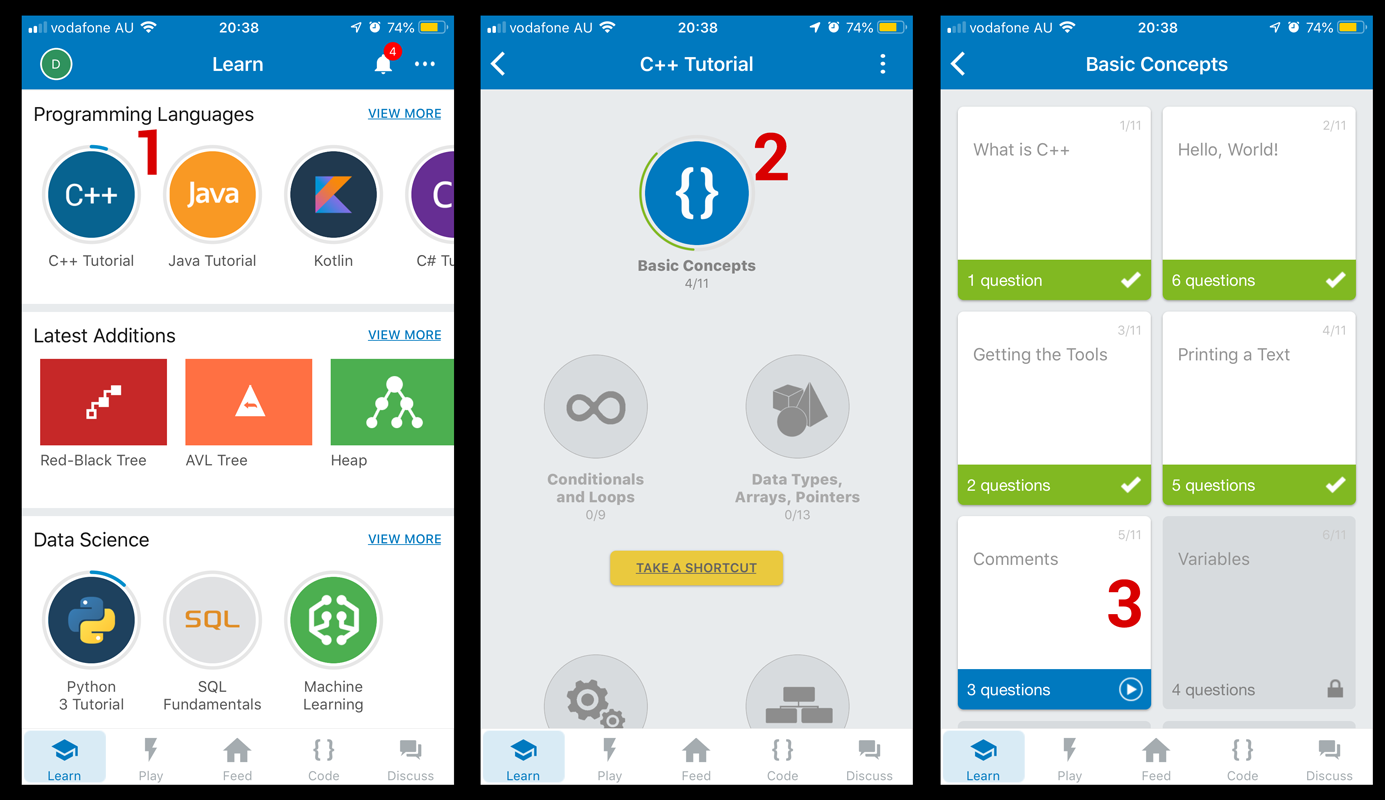 vodafone AU 20:38 74%
D Learn 4
Programming Languages VIEW MORE
1
C++ Java C
C++ Tutorial Java Tutorial Kotlin C# Tu
Latest Additions VIEW MORE
Red-Black Tree AVL Tree Heap
Data Science VIEW MORE
SQL
Python SQL Machine
3 Tutorial Fundamentals Learning
Learn Play Feed Code Discuss
vodafone AU 20:38 74%
C++ Tutorial
2
{}
Basic Concepts
4/11
Conditionals Data Types,
and Loops Arrays, Pointers
0/9 0/13
TAKE A SHORTCUT
Learn Play Feed Code Discuss
vodafone AU 20:38 74%
Basic Concepts
1/11 2/11
What is C++ Hello, World!
1 question 6 questions
3/11 4/11
Getting the Tools Printing a Text
2 questions 5 questions
5/11 6/11
Comments Variables
3
3 questions 4 questions
Learn Play Feed Code Discuss